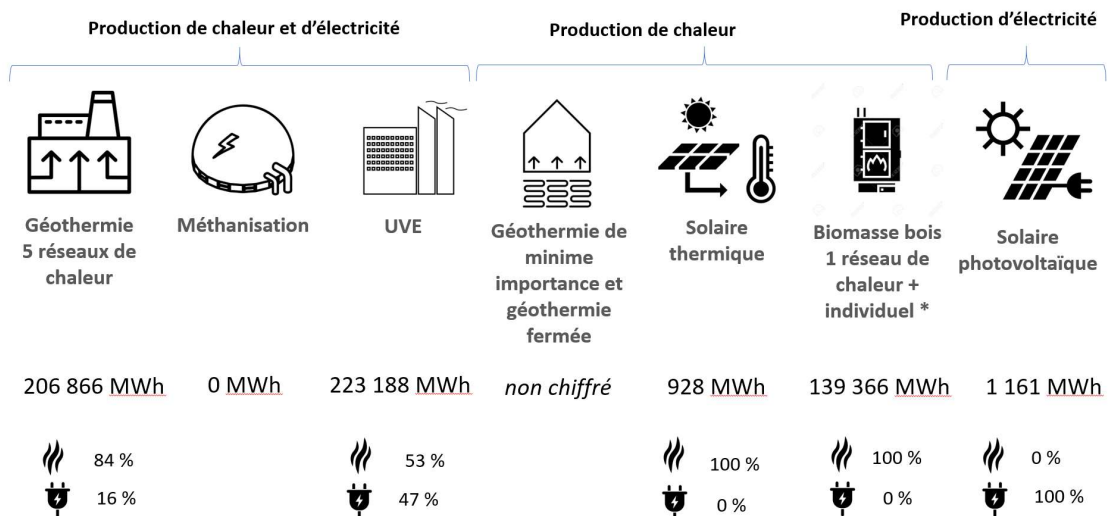 Production de chaleur et d'électricité
Production de chaleur
Production d'électricité
Géothermie
5 réseaux de
chaleur
Méthanisation
UVE
Géothermie de
minime
importance et
géothermie
fermée
Solaire
thermique
Biomasse bois
1 réseau de
chaleur +
individuel *
Solaire
photovoltaïque
206 866 MWh
0 MWh
223 188 MWh
non chiffré
928 MWh
139 366 MWh
1 161 MWh
84 %
53 %
100 %
100 %
0 %
16 %
47 %
0 %
0 %
100 %